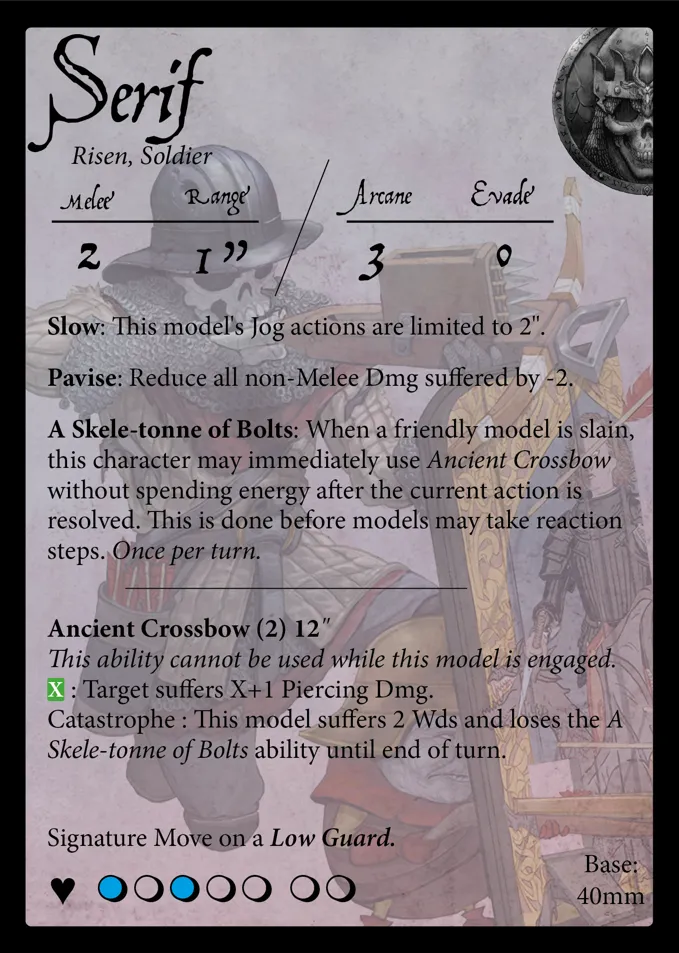 Serif
Risen, Soldier
Melee Range / Arcane Evade
2 1" 3 0
Slow: This model's Jog actions are limited to 2".
Pavise: Reduce all non-Melee Dmg suffered by -2.
A Skele-tonne of Bolts: When a friendly model is slain,
this character may immediately use Ancient Crossbow
without spending energy after the current action is
resolved. This is done before models may take reaction
steps. Once per turn.
Ancient Crossbow (2) 12"
This ability cannot be used while this model is engaged.
X : Target suffers X+1 Piercing Dmg.
Catastrophe : This model suffers 2 Wds and loses the A
Skele-tonne of Bolts ability until end of turn.
Signature Move on a Low Guard.
Base:
40mm